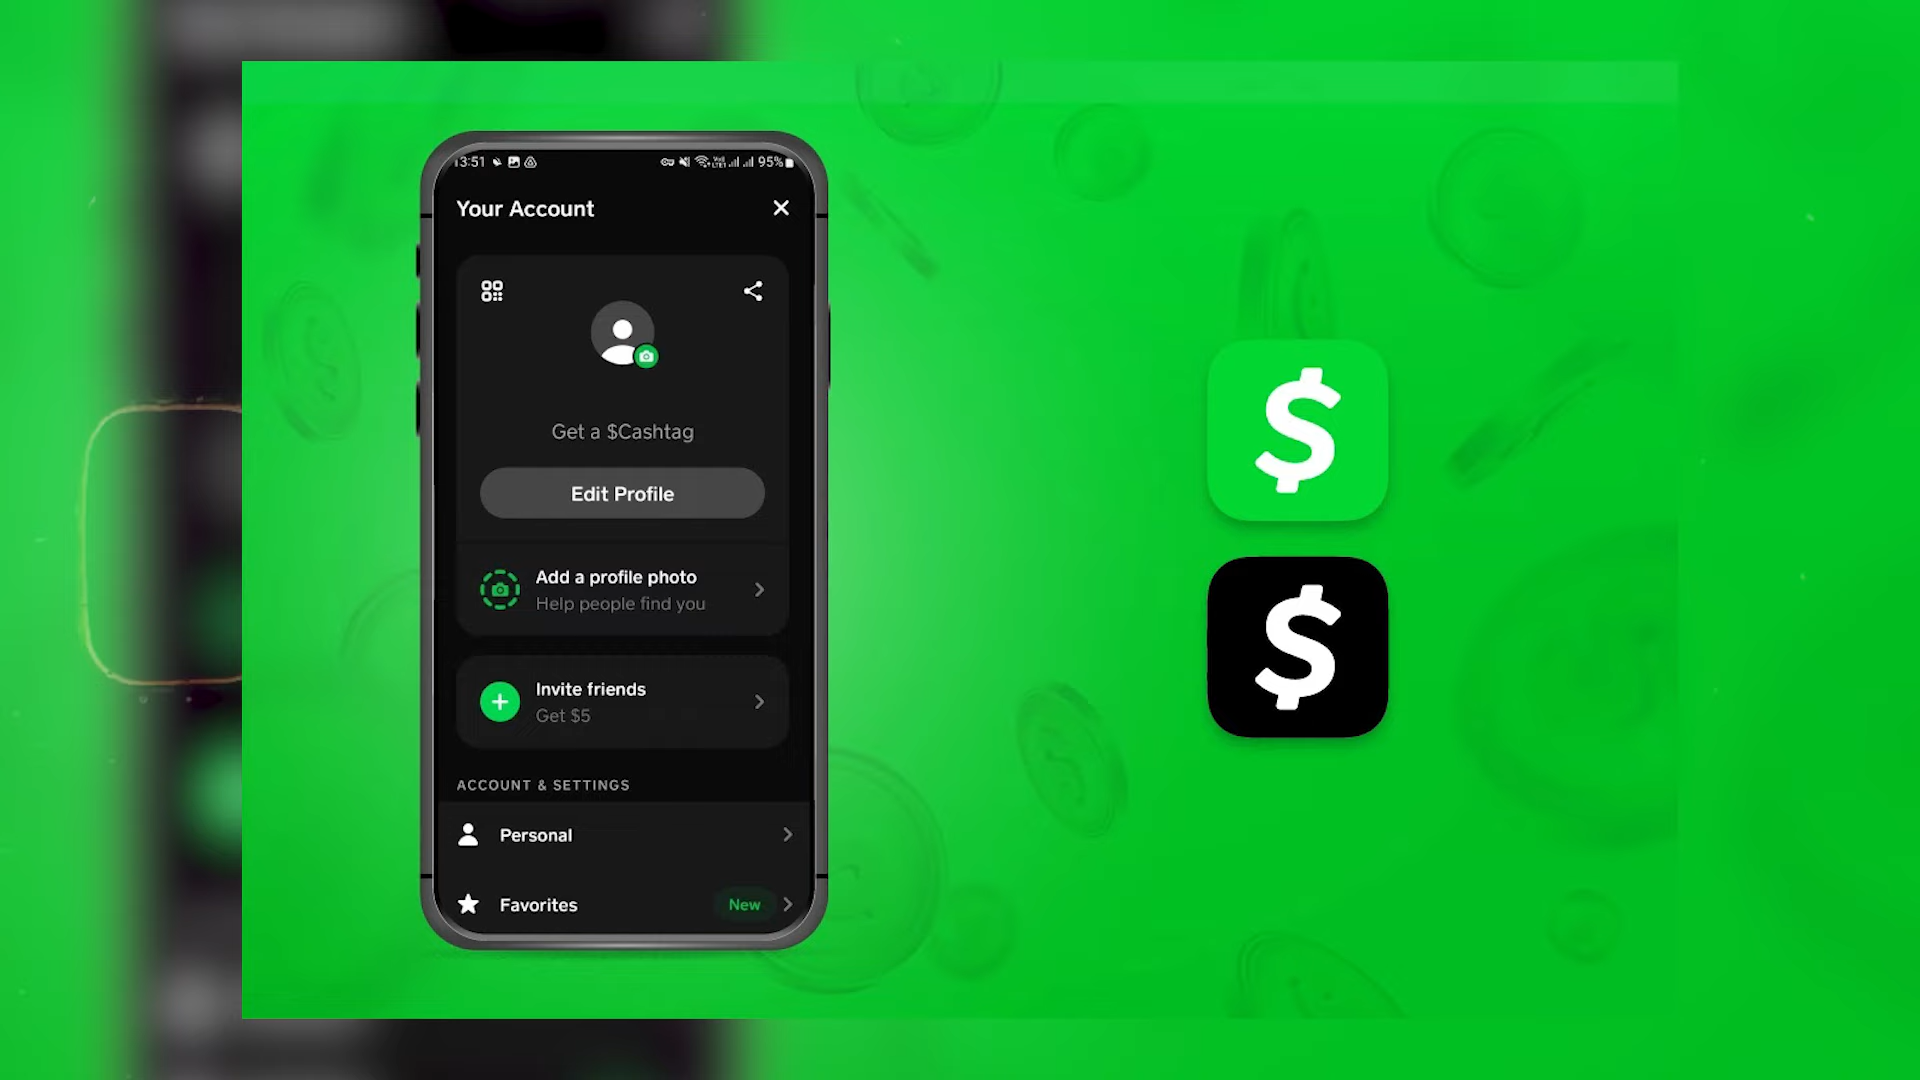 13:51 95%
Your Account
Get a $Cashtag
Edit Profile
Add a profile photo
Help people find you
Invite friends
Get $5
ACCOUNT & SETTINGS
Personal
Favorites New
$
$